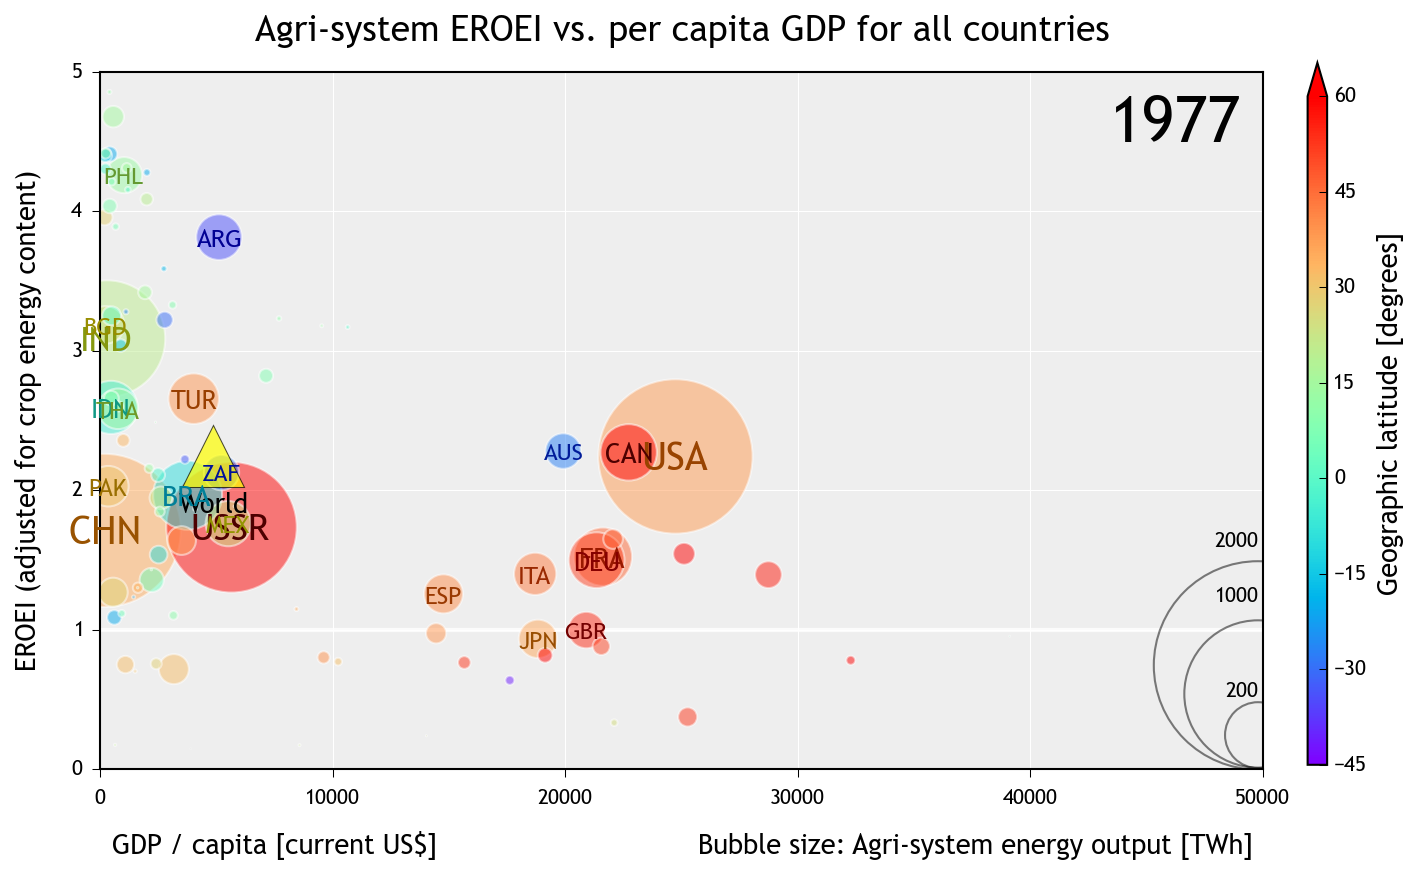 Agri-system EROEI vs. per capita GDP for all countries
1977
EROEI (adjusted for crop energy content)
5
4
3
2
1
0
0
10000
20000
30000
40000
50000
GDP / capita [current US$]
Bubble size: Agri-system energy output [TWh]
PHL
ARG
BGD
IND
TUR
IDN
THA
AUS
CAN
USA
ZAF
PAK
BRA
World
CHN
USSR
MEX
FRA
DEU
ITA
ESP
GBR
JPN
2000
1000
200
60
45
30
15
0
−15
−30
−45
Geographic latitude [degrees]